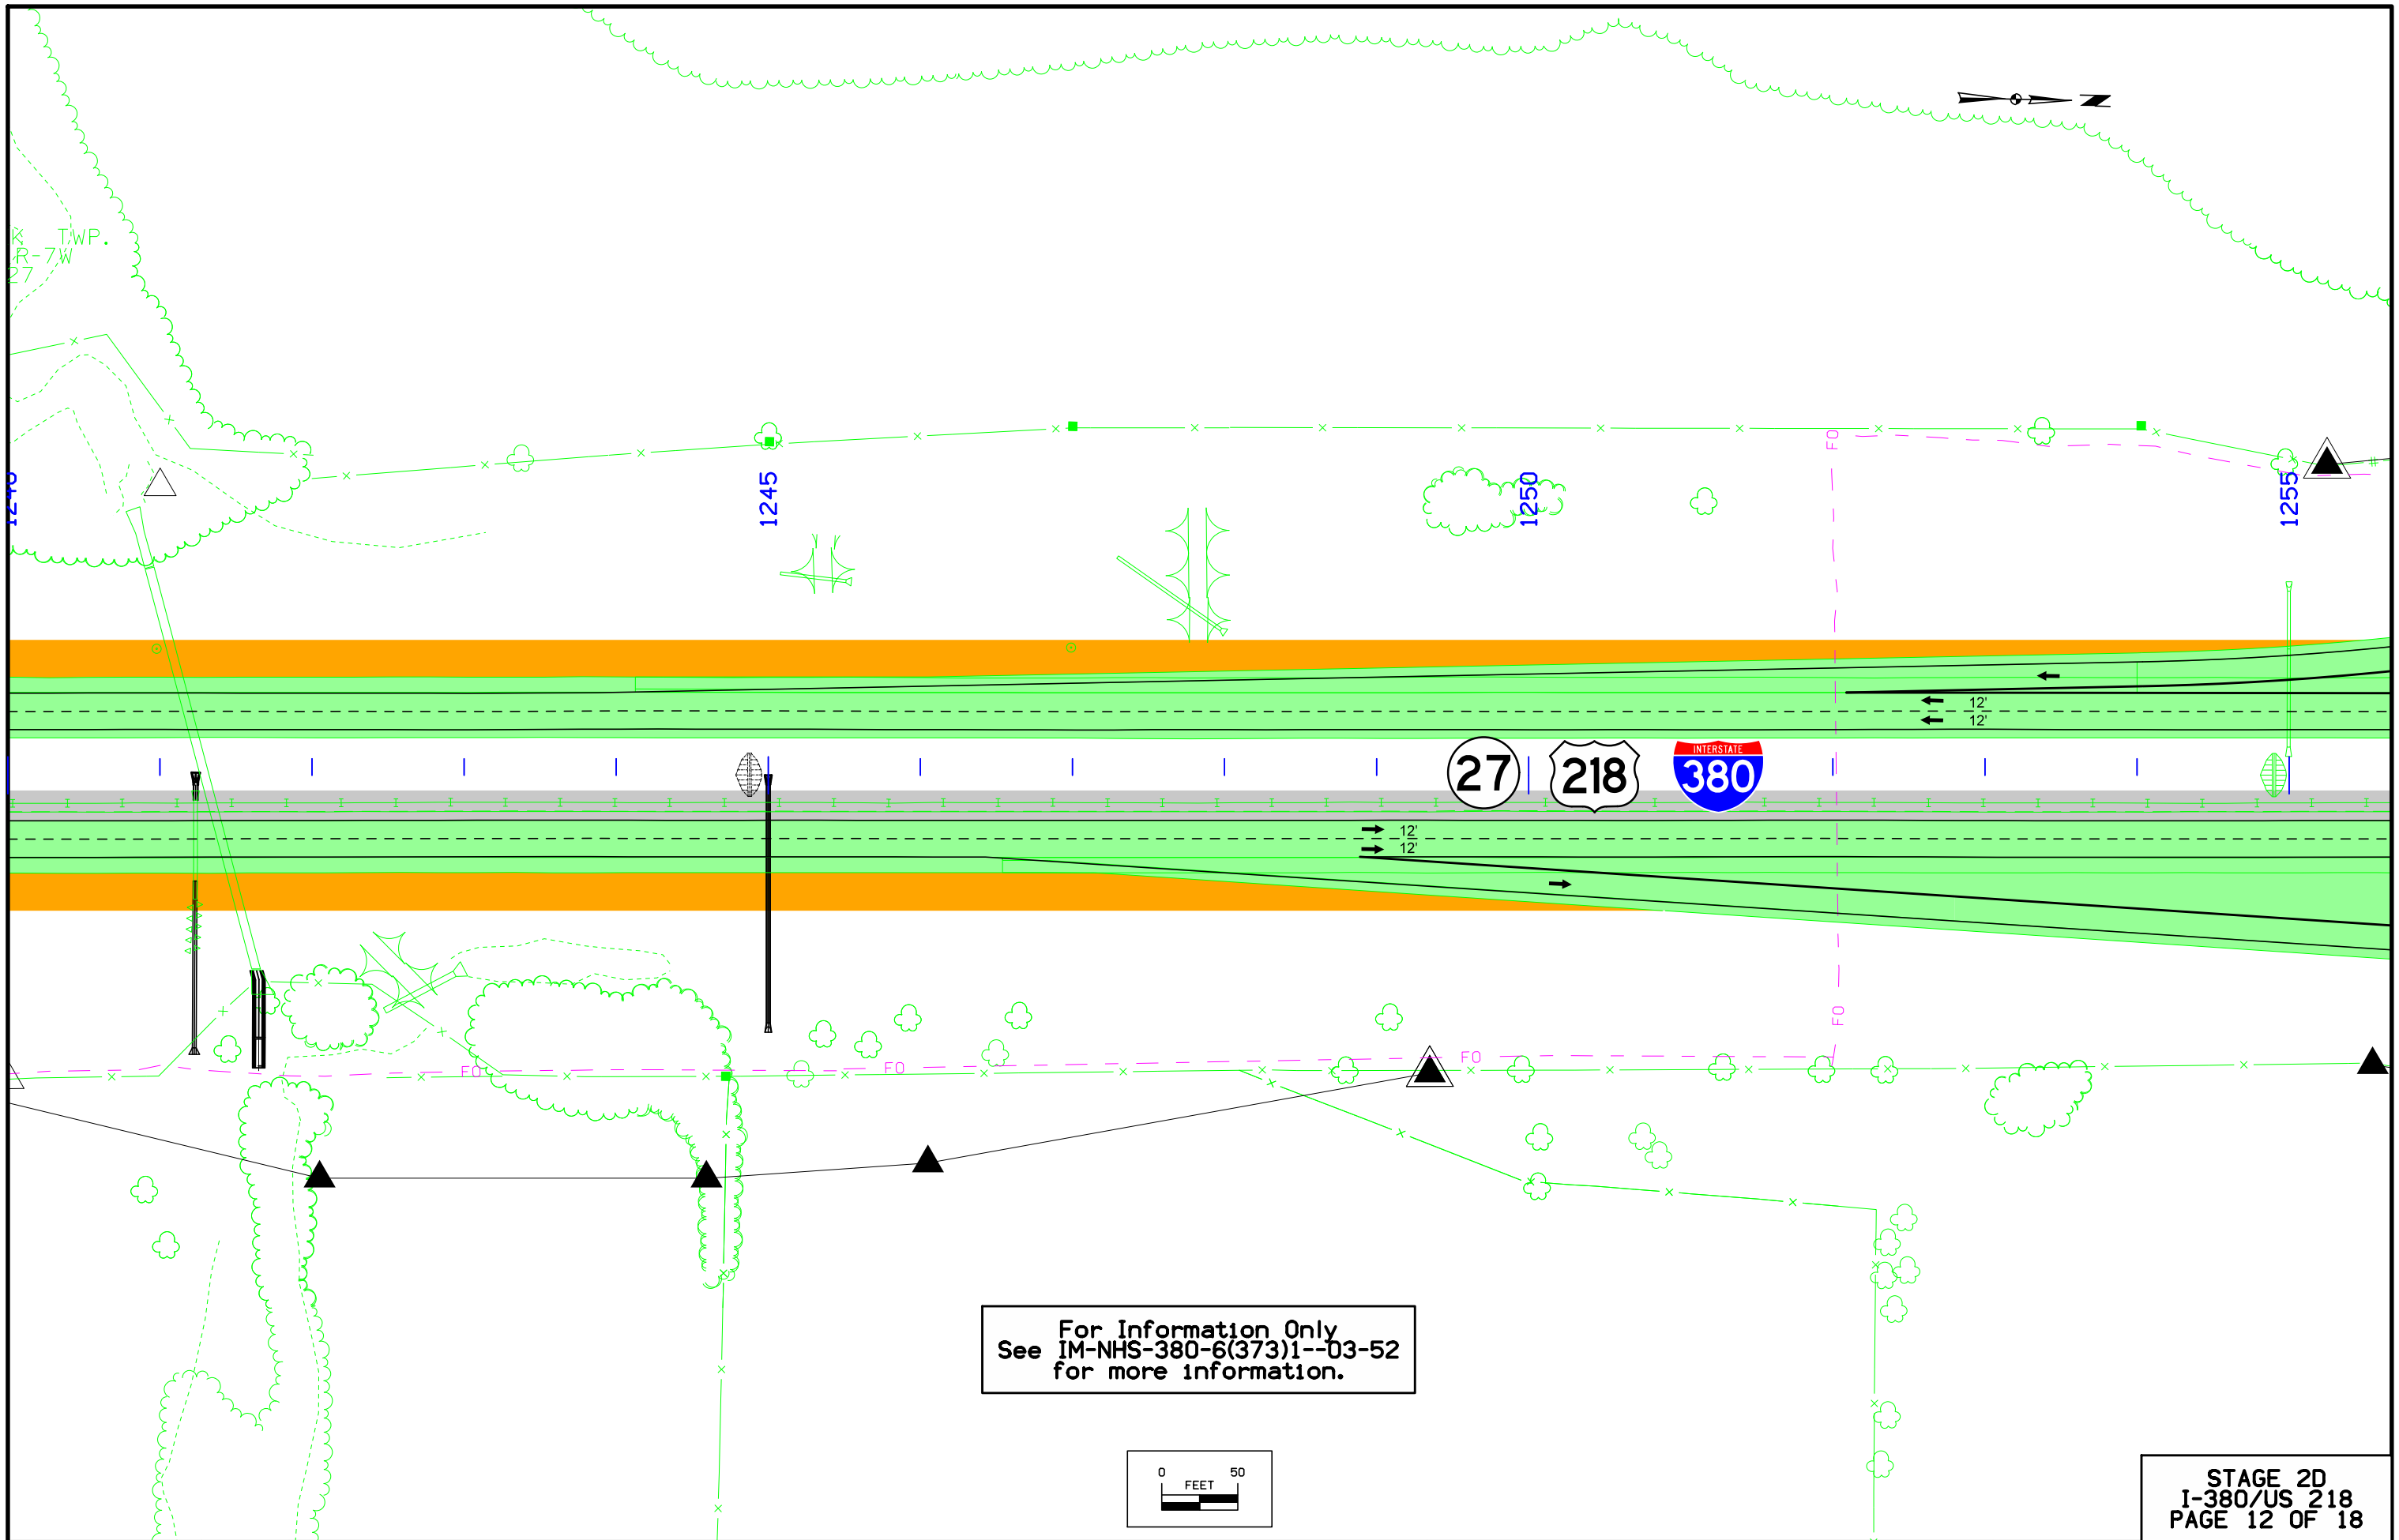 N
K TWP.
R-7W
27
FO
1240
1245
1250
1255
12'
12'
27
218
INTERSTATE
380
12'
12'
FO
FO
FO
FO
For Information Only
See IM-NHS-380-6(373)1--03-52
for more information.
0 50
FEET
STAGE 2D
I-380/US 218
PAGE 12 OF 18